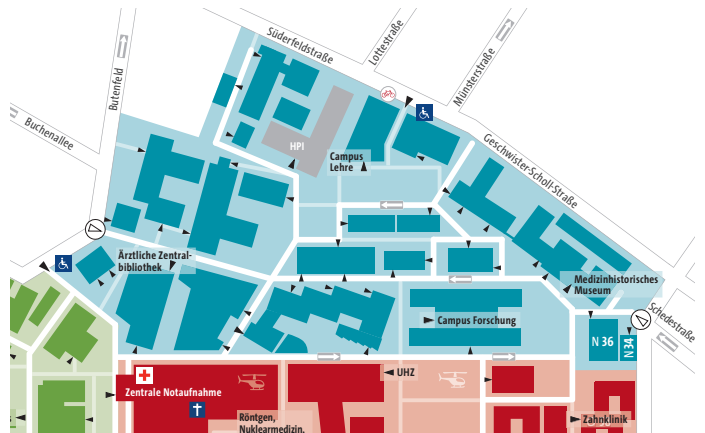 Süderfeldstraße
Lottestraße
Münsterstraße
Butenfeld
Buchenallee
HPI
Campus
Lehre
Geschwister-Scholl-Straße
Ärztliche Zentral-
bibliothek
Medizinhistorisches
Museum
Schedestraße
Campus Forschung
N 36
N 34
UHZ
Zentrale Notaufnahme
Röntgen,
Nuklearmedizin,
Zahnklinik